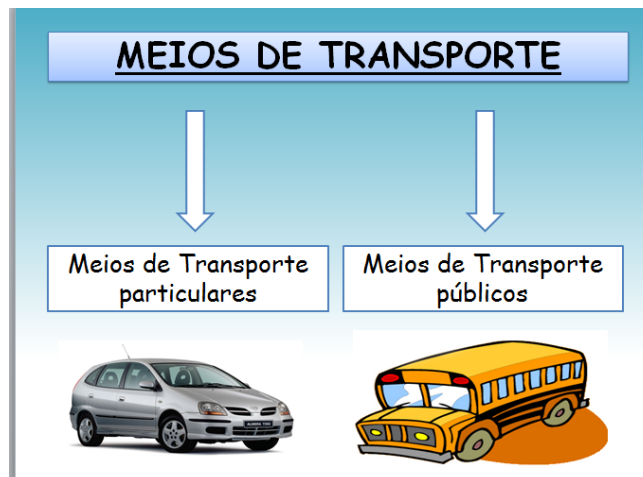 MEIOS DE TRANSPORTE
Meios de Transporte
particulares
Meios de Transporte
públicos